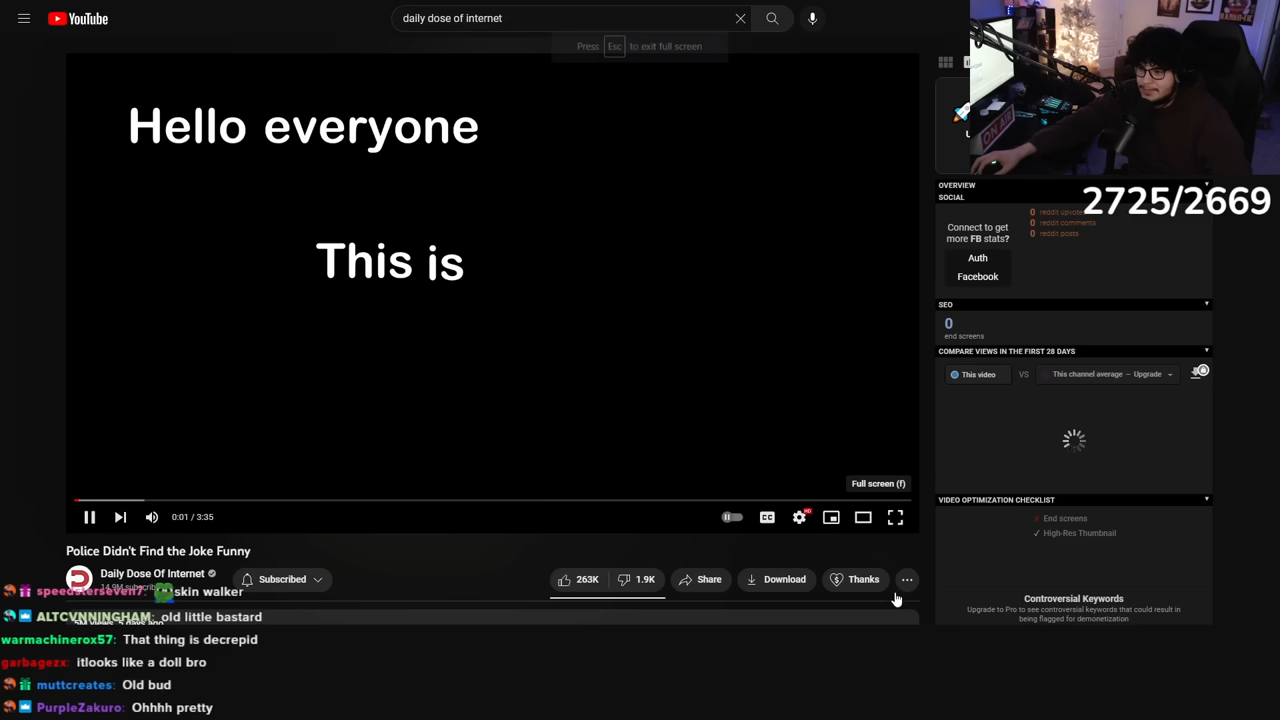 YouTube
daily dose of internet
Press Esc to exit full screen
Hello everyone
This is
ON AIR
OVERVIEW
SOCIAL
2725/2669
0 reddit upvotes
0 reddit comments
0 reddit posts
Connect to get
more FB stats?
Auth
Facebook
SEO
0
end screens
COMPARE VIEWS IN THE FIRST 28 DAYS
This video VS This channel average – Upgrade
Full screen (f)
0:01 / 3:35
CC
HD
VIDEO OPTIMIZATION CHECKLIST
End screens
✓ High-Res Thumbnail
Police Didn't Find the Joke Funny
Daily Dose Of Internet
Subscribed
263K
1.9K
Share
Download
Thanks
speedsterseven7: skin walker
ALTCVNNINGHAM: old little bastard
warmachinerox57: That thing is decrepid
garbagezx: itlooks like a doll bro
muttcreates: Old bud
PurpleZakuro: Ohhhh pretty
Controversial Keywords
Upgrade to Pro to see controversial keywords that could result in
being flagged for demonetization